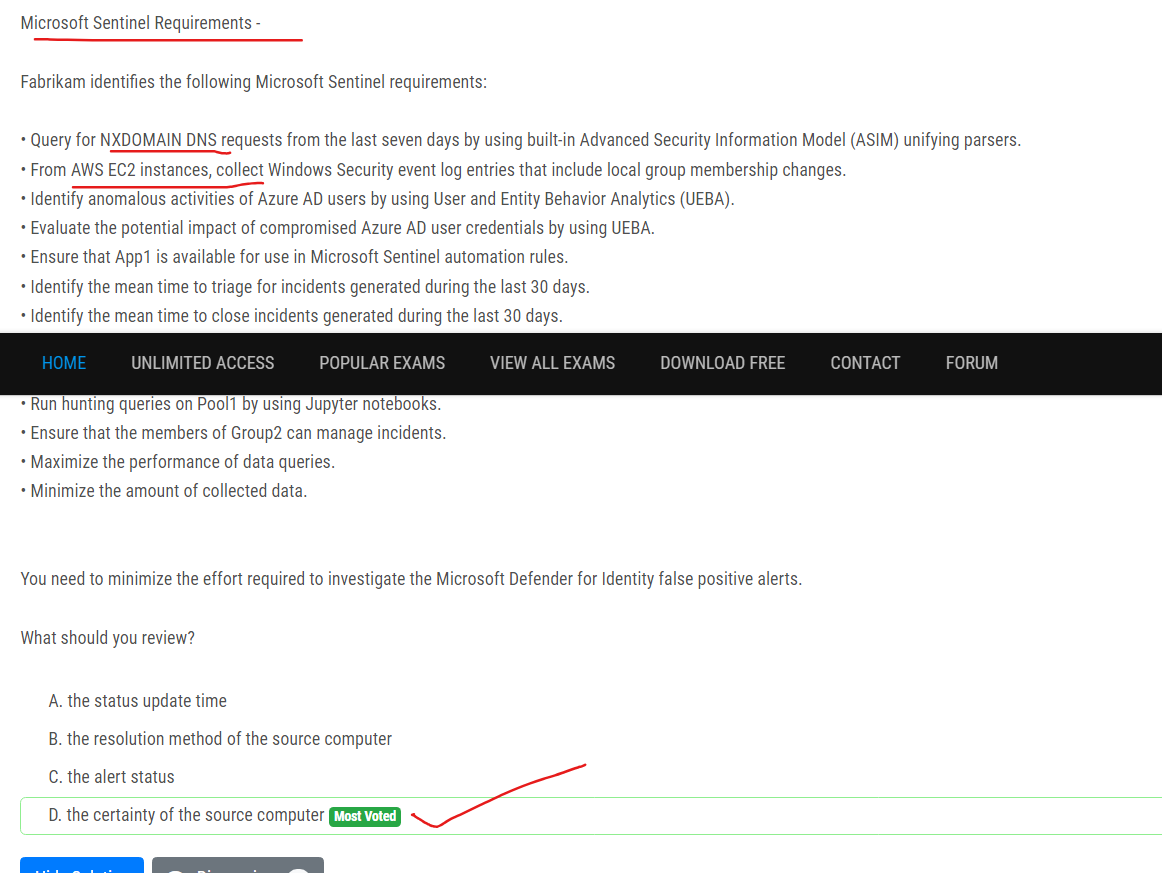 Microsoft Sentinel Requirements -
Fabrikam identifies the following Microsoft Sentinel requirements:
• Query for NXDOMAIN DNS requests from the last seven days by using built-in Advanced Security Information Model (ASIM) unifying parsers.
• From AWS EC2 instances, collect Windows Security event log entries that include local group membership changes.
• Identify anomalous activities of Azure AD users by using User and Entity Behavior Analytics (UEBA).
• Evaluate the potential impact of compromised Azure AD user credentials by using UEBA.
• Ensure that App1 is available for use in Microsoft Sentinel automation rules.
• Identify the mean time to triage for incidents generated during the last 30 days.
• Identify the mean time to close incidents generated during the last 30 days.
HOME UNLIMITED ACCESS POPULAR EXAMS VIEW ALL EXAMS DOWNLOAD FREE CONTACT FORUM
• Run hunting queries on Pool1 by using Jupyter notebooks.
• Ensure that the members of Group2 can manage incidents.
• Maximize the performance of data queries.
• Minimize the amount of collected data.
You need to minimize the effort required to investigate the Microsoft Defender for Identity false positive alerts.
What should you review?
A. the status update time
B. the resolution method of the source computer
C. the alert status
D. the certainty of the source computer Most Voted